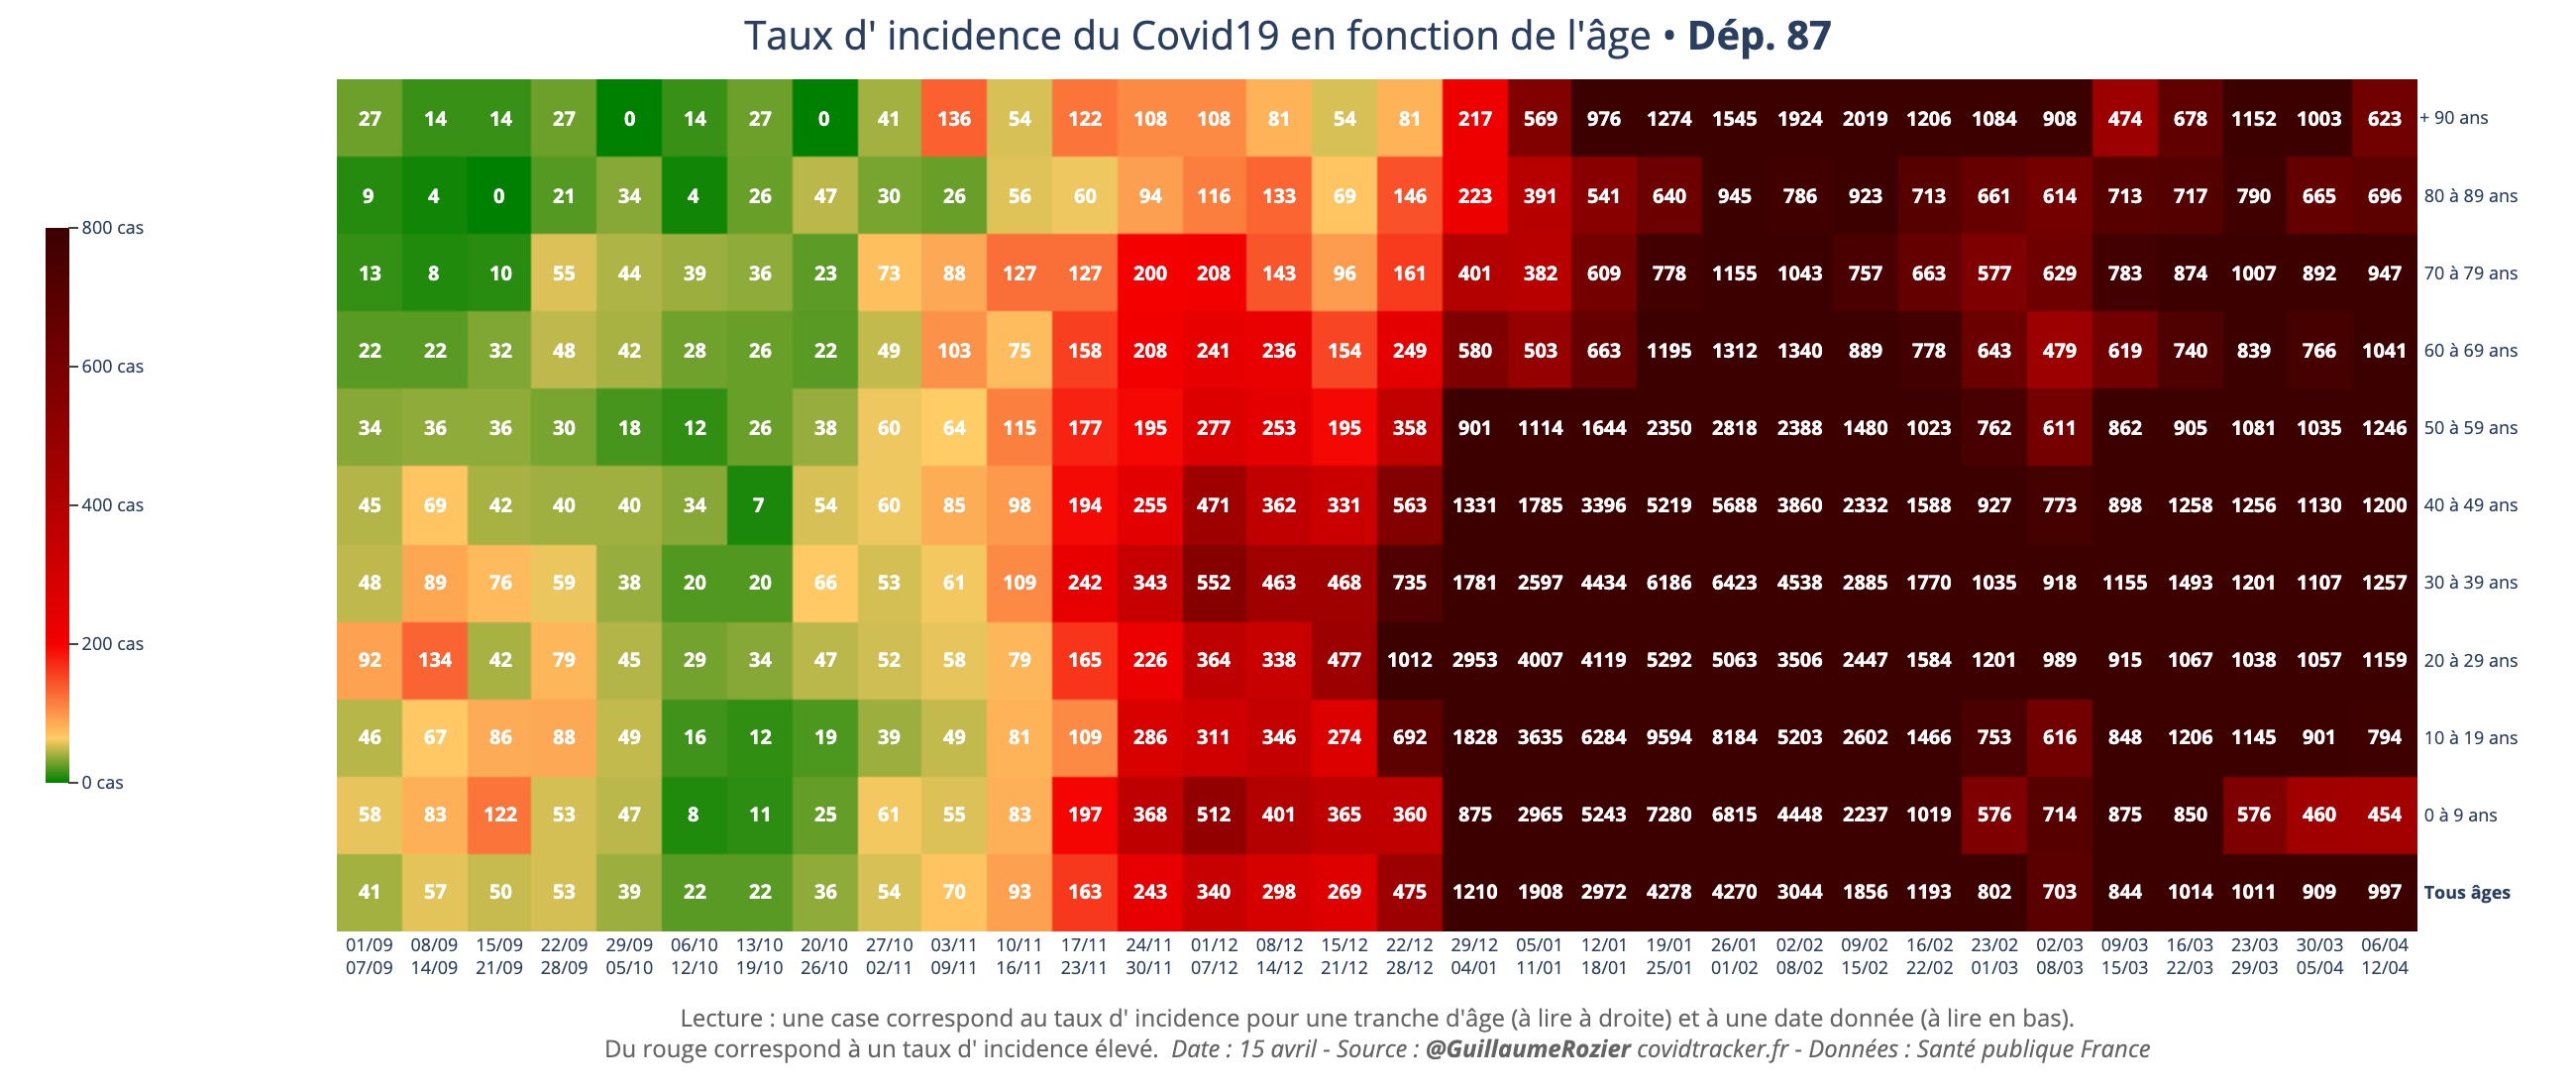 Taux d' incidence du Covid19 en fonction de l'âge • Dép. 87
800 cas
600 cas
400 cas
200 cas
0 cas
27 14 14 27 0 14 27 0 41 136 54 122 108 108 81 54 81 217 569 976 1274 1545 1924 2019 1206 1084 908 474 678 1152 1003 623 + 90 ans
9 4 0 21 34 4 26 47 30 26 56 60 94 116 133 69 146 223 391 541 640 945 786 923 713 661 614 713 717 790 665 696 80 à 89 ans
13 8 10 55 44 39 36 23 73 88 127 127 200 208 143 96 161 401 382 609 778 1155 1043 757 663 577 629 783 874 1007 892 947 70 à 79 ans
22 22 32 48 42 28 26 22 49 103 75 158 208 241 236 154 249 580 503 663 1195 1312 1340 889 778 643 479 619 740 839 766 1041 60 à 69 ans
34 36 36 30 18 12 26 38 60 64 115 177 195 277 253 195 358 901 1114 1644 2350 2818 2388 1480 1023 762 611 862 905 1081 1035 1246 50 à 59 ans
45 69 42 40 40 34 7 54 60 85 98 194 255 471 362 331 563 1331 1785 3396 5219 5688 3860 2332 1588 927 773 898 1258 1256 1130 1200 40 à 49 ans
48 89 76 59 38 20 20 66 53 61 109 242 343 552 463 468 735 1781 2597 4434 6186 6423 4538 2885 1770 1035 918 1155 1493 1201 1107 1257 30 à 39 ans
92 134 42 79 45 29 34 47 52 58 79 165 226 364 338 477 1012 2953 4007 4119 5292 5063 3506 2447 1584 1201 989 915 1067 1038 1057 1159 20 à 29 ans
46 67 86 88 49 16 12 19 39 49 81 109 286 311 346 274 692 1828 3635 6284 9594 8184 5203 2602 1466 753 616 848 1206 1145 901 794 10 à 19 ans
58 83 122 53 47 8 11 25 61 55 83 197 368 512 401 365 360 875 2965 5243 7280 6815 4448 2237 1019 576 714 875 850 576 460 454 0 à 9 ans
41 57 50 53 39 22 22 36 54 70 93 163 243 340 298 269 475 1210 1908 2972 4278 4270 3044 1856 1193 802 703 844 1014 1011 909 997 Tous âges
01/09 08/09 15/09 22/09 29/09 06/10 13/10 20/10 27/10 03/11 10/11 17/11 24/11 01/12 08/12 15/12 22/12 29/12 05/01 12/01 19/01 26/01 02/02 09/02 16/02 23/02 02/03 09/03 16/03 23/03 30/03 06/04
07/09 14/09 21/09 28/09 05/10 12/10 19/10 26/10 02/11 09/11 16/11 23/11 30/11 07/12 14/12 21/12 28/12 04/01 11/01 18/01 25/01 01/02 08/02 15/02 22/02 01/03 08/03 15/03 22/03 29/03 05/04 12/04
Lecture : une case correspond au taux d' incidence pour une tranche d'âge (à lire à droite) et à une date donnée (à lire en bas).
Du rouge correspond à un taux d' incidence élevé. Date : 15 avril - Source : @GuillaumeRozier covidtracker.fr - Données : Santé publique France